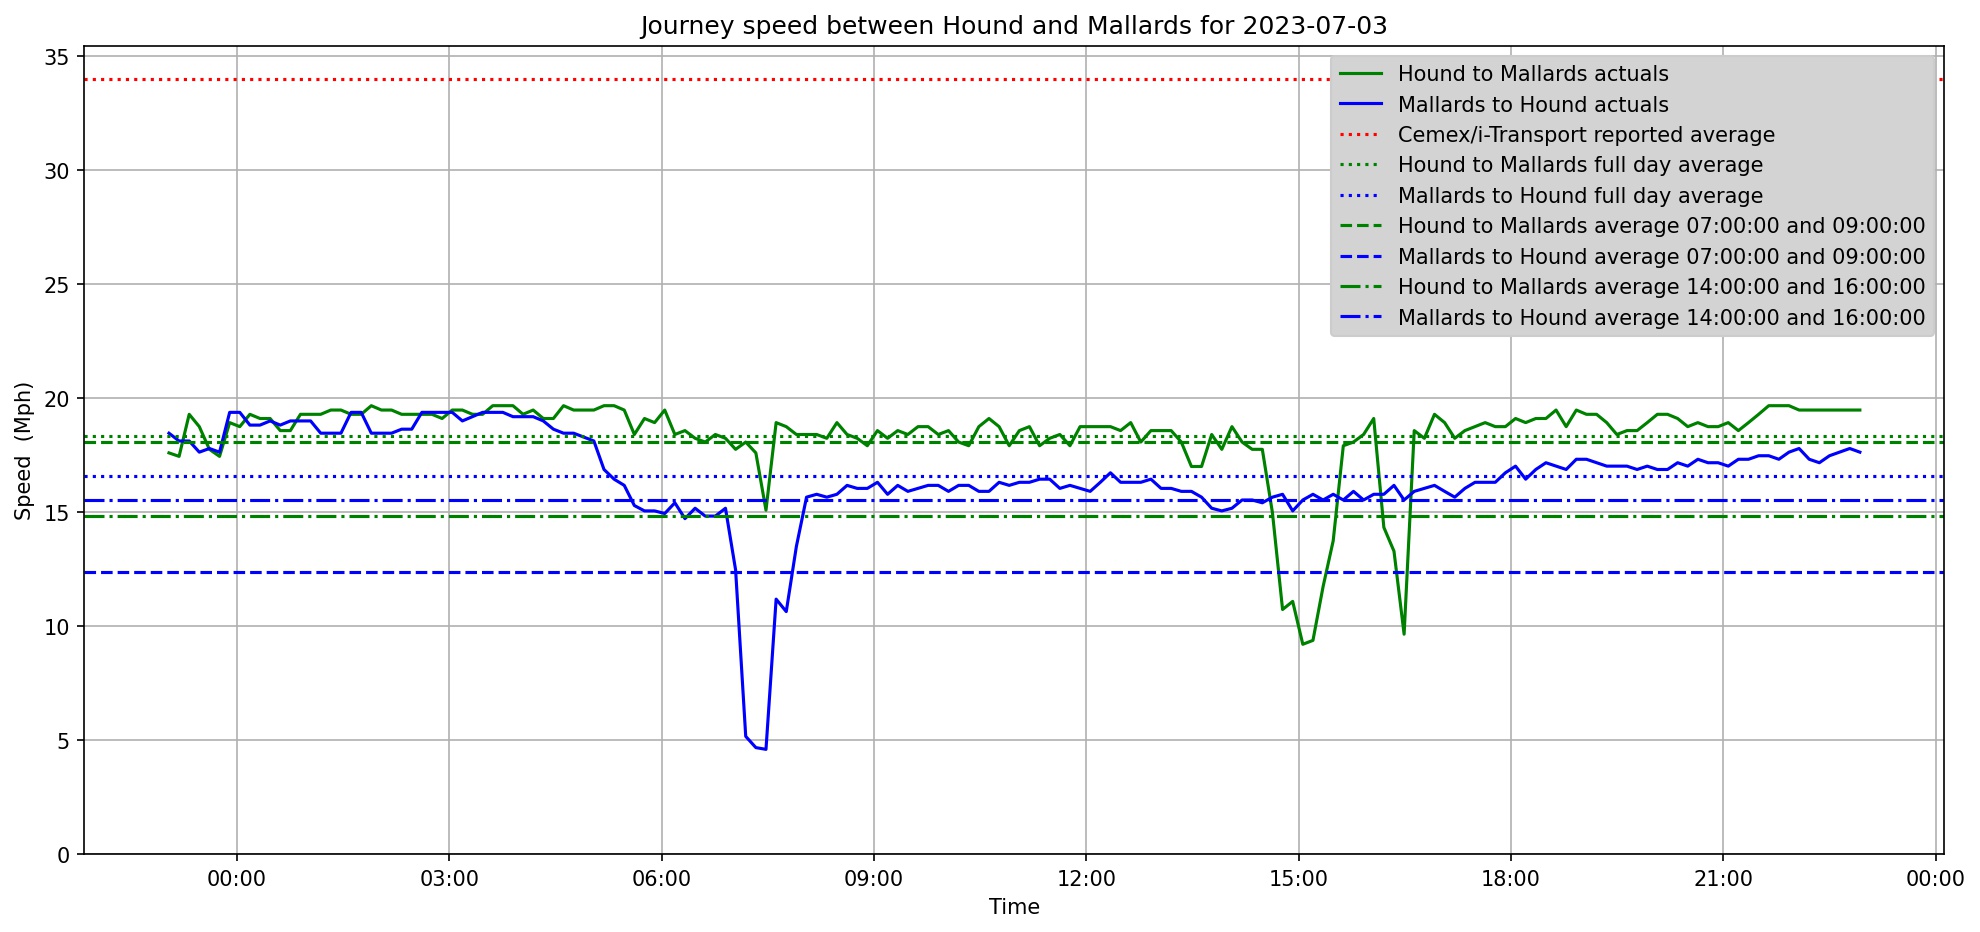 Journey speed between Hound and Mallards for 2023-07-03
35
30
25
20
15
10
5
0
Speed (Mph)
Hound to Mallards actuals
Mallards to Hound actuals
Cemex/i-Transport reported average
Hound to Mallards full day average
Mallards to Hound full day average
Hound to Mallards average 07:00:00 and 09:00:00
Mallards to Hound average 07:00:00 and 09:00:00
Hound to Mallards average 14:00:00 and 16:00:00
Mallards to Hound average 14:00:00 and 16:00:00
00:00 03:00 06:00 09:00 12:00 15:00 18:00 21:00 00:00
Time